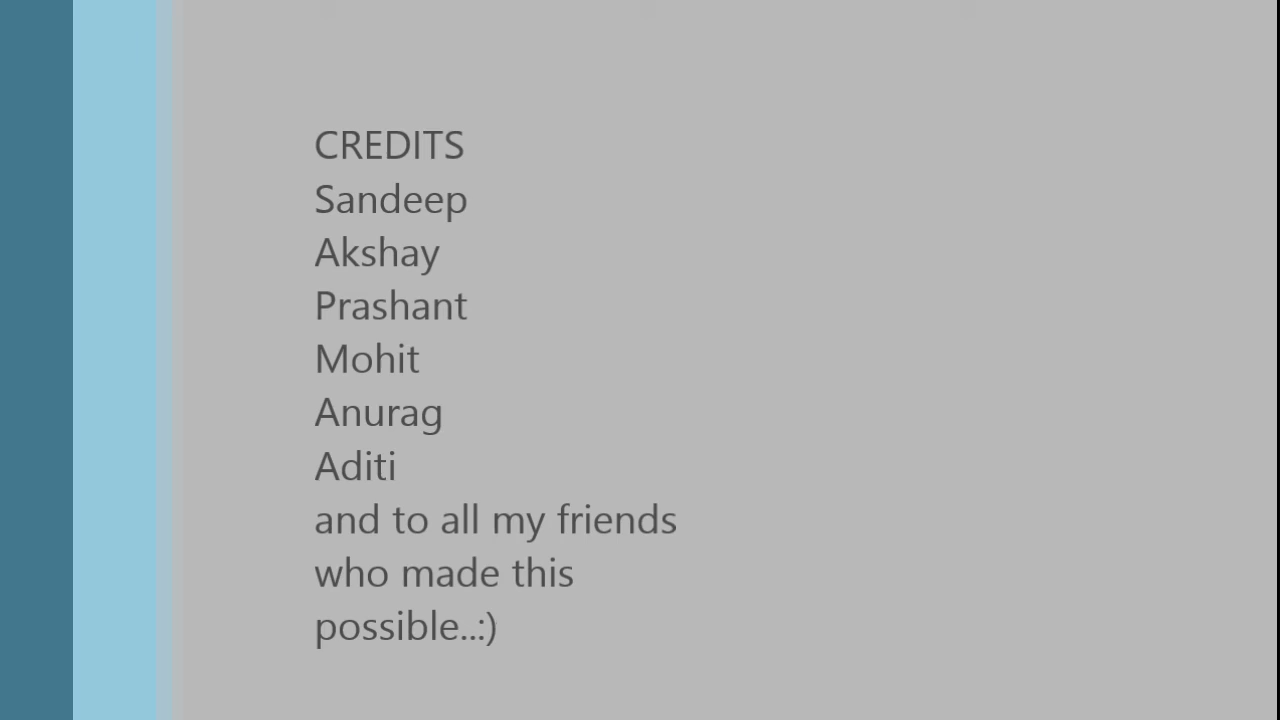 CREDITS
Sandeep
Akshay
Prashant
Mohit
Anurag
Aditi
and to all my friends
who made this
possible..:)